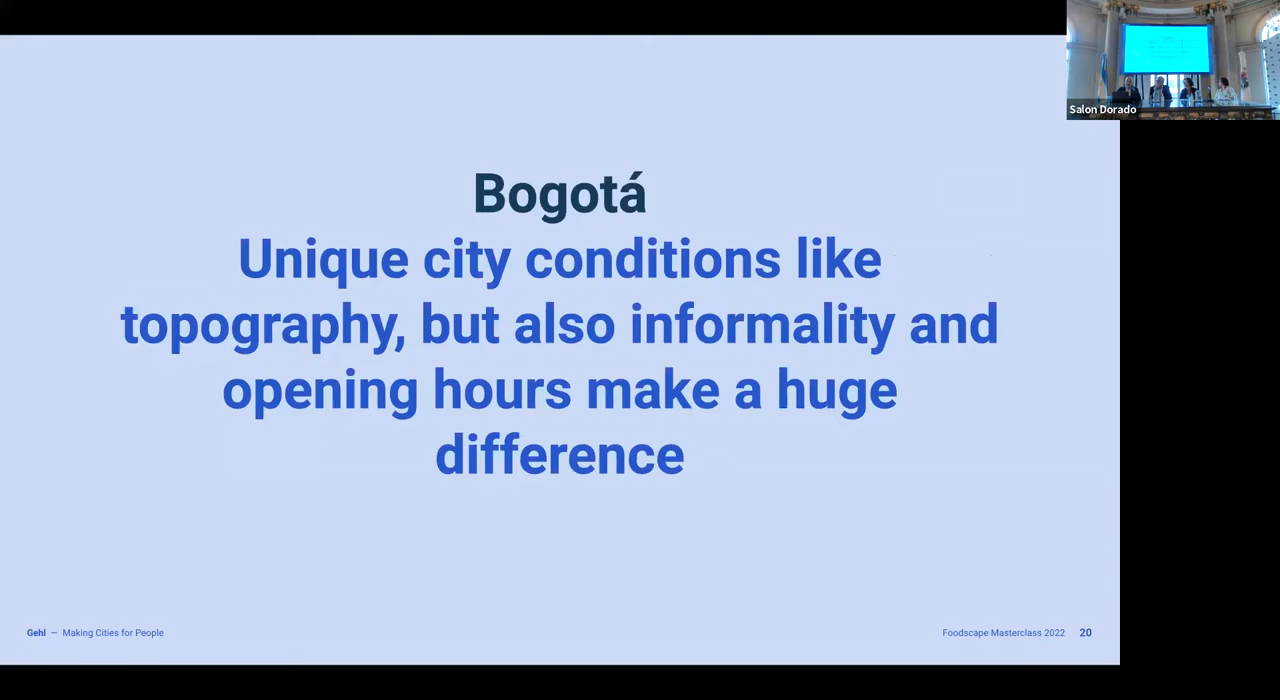 Salon Dorado
Bogotá
Unique city conditions like
topography, but also informality and
opening hours make a huge
difference
Gehl — Making Cities for People
Foodscape Masterclass 2022 20